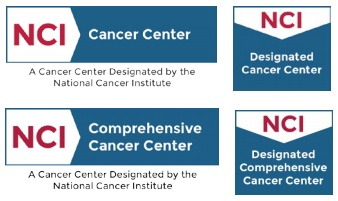 NCI Cancer Center
A Cancer Center Designated by the
National Cancer Institute
NCI
Designated
Cancer Center
NCI Comprehensive
Cancer Center
A Cancer Center Designated by the
National Cancer Institute
NCI
Designated
Comprehensive
Cancer Center